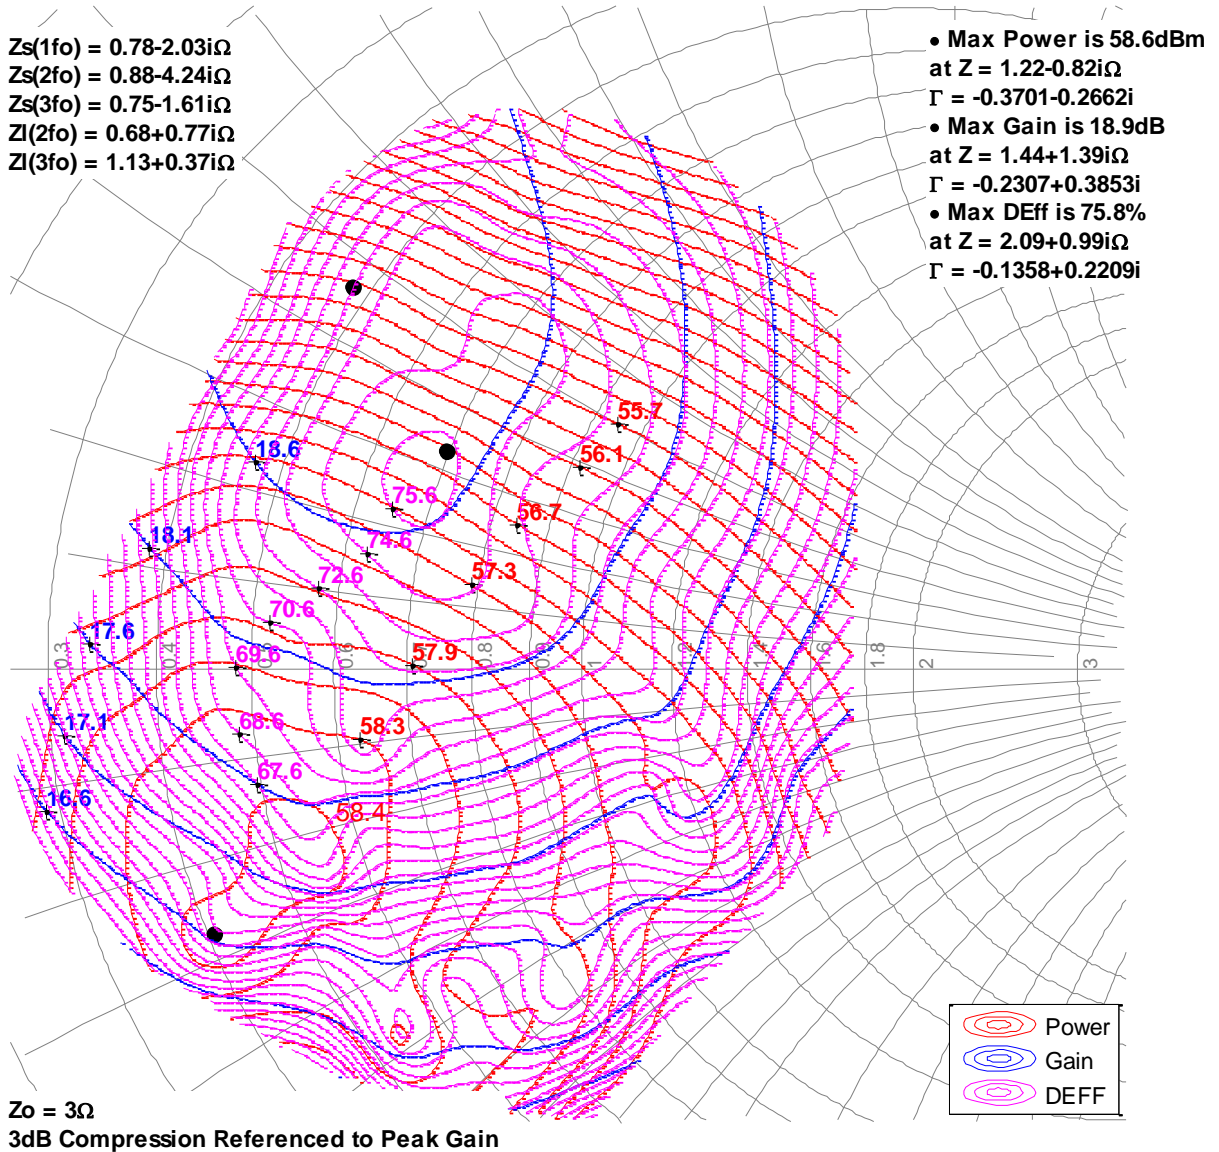 Zs(1fo) = 0.78-2.03iΩ
Zs(2fo) = 0.88-4.24iΩ
Zs(3fo) = 0.75-1.61iΩ
Zl(2fo) = 0.68+0.77iΩ
Zl(3fo) = 1.13+0.37iΩ
• Max Power is 58.6dBm
at Z = 1.22-0.82iΩ
Γ = -0.3701-0.2662i
• Max Gain is 18.9dB
at Z = 1.44+1.39iΩ
Γ = -0.2307+0.3853i
• Max DEff is 75.8%
at Z = 2.09+0.99iΩ
Γ = -0.1358+0.2209i
55.7
18.6
56.1
75.6
56.7
18.1
74.6
72.6
57.3
70.6
17.6
69.6
57.9
0.3
0.4
0.6
0.8
0.9
1
1.2
1.4
1.6
1.8
2
3
17.1
68.6
58.3
67.6
16.6
58.4
Power
Gain
DEFF
Zo = 3Ω
3dB Compression Referenced to Peak Gain